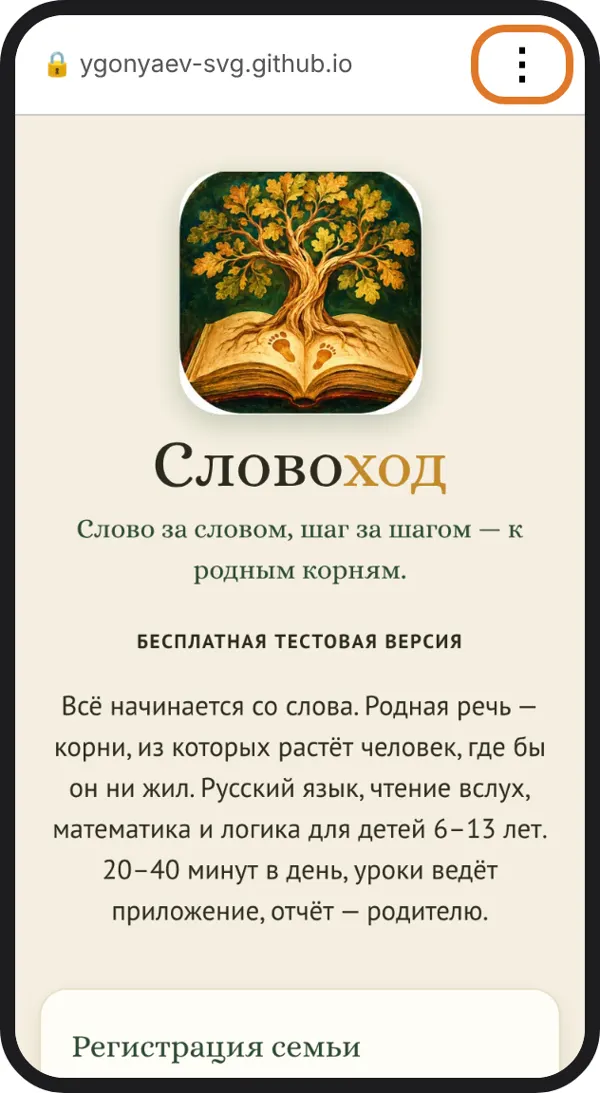 ygonyaev-svg.github.io
Словоход
Слово за словом, шаг за шагом — к
родным корням.
БЕСПЛАТНАЯ ТЕСТОВАЯ ВЕРСИЯ
Всё начинается со слова. Родная речь —
корни, из которых растёт человек, где бы
он ни жил. Русский язык, чтение вслух,
математика и логика для детей 6–13 лет.
20–40 минут в день, уроки ведёт
приложение, отчёт — родителю.
Регистрация семьи